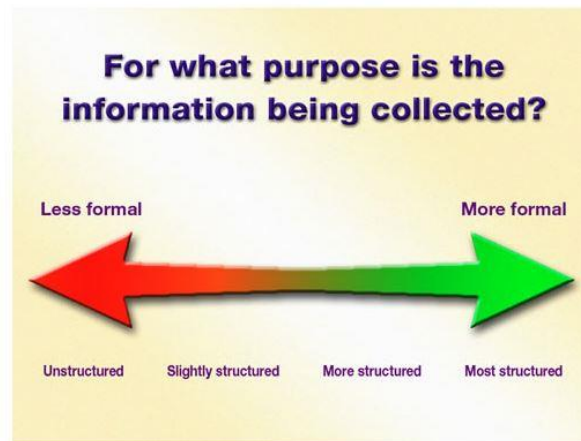 For what purpose is the
information being collected?
Less formal
More formal
Unstructured
Slightly structured
More structured
Most structured